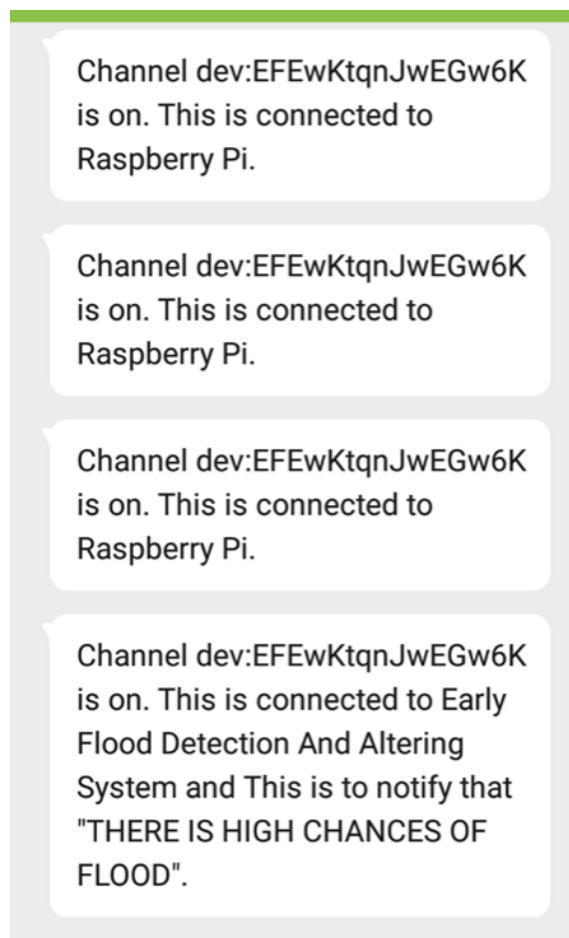 Channel dev:EFEwKtqnJwEGw6K
is on. This is connected to
Raspberry Pi.
Channel dev:EFEwKtqnJwEGw6K
is on. This is connected to
Raspberry Pi.
Channel dev:EFEwKtqnJwEGw6K
is on. This is connected to
Raspberry Pi.
Channel dev:EFEwKtqnJwEGw6K
is on. This is connected to Early
Flood Detection And Altering
System and This is to notify that
"THERE IS HIGH CHANCES OF
FLOOD".